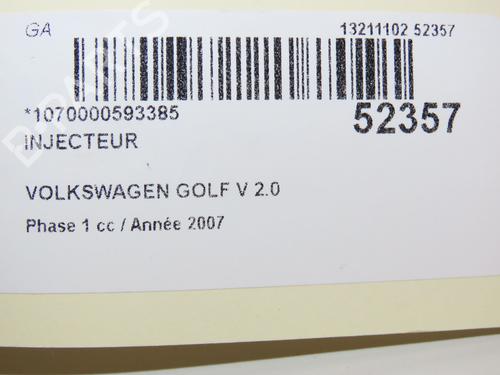 GA
13211102 52357
*1070000593385
52357
INJECTEUR
VOLKSWAGEN GOLF V 2.0
Phase 1 cc / Année 2007